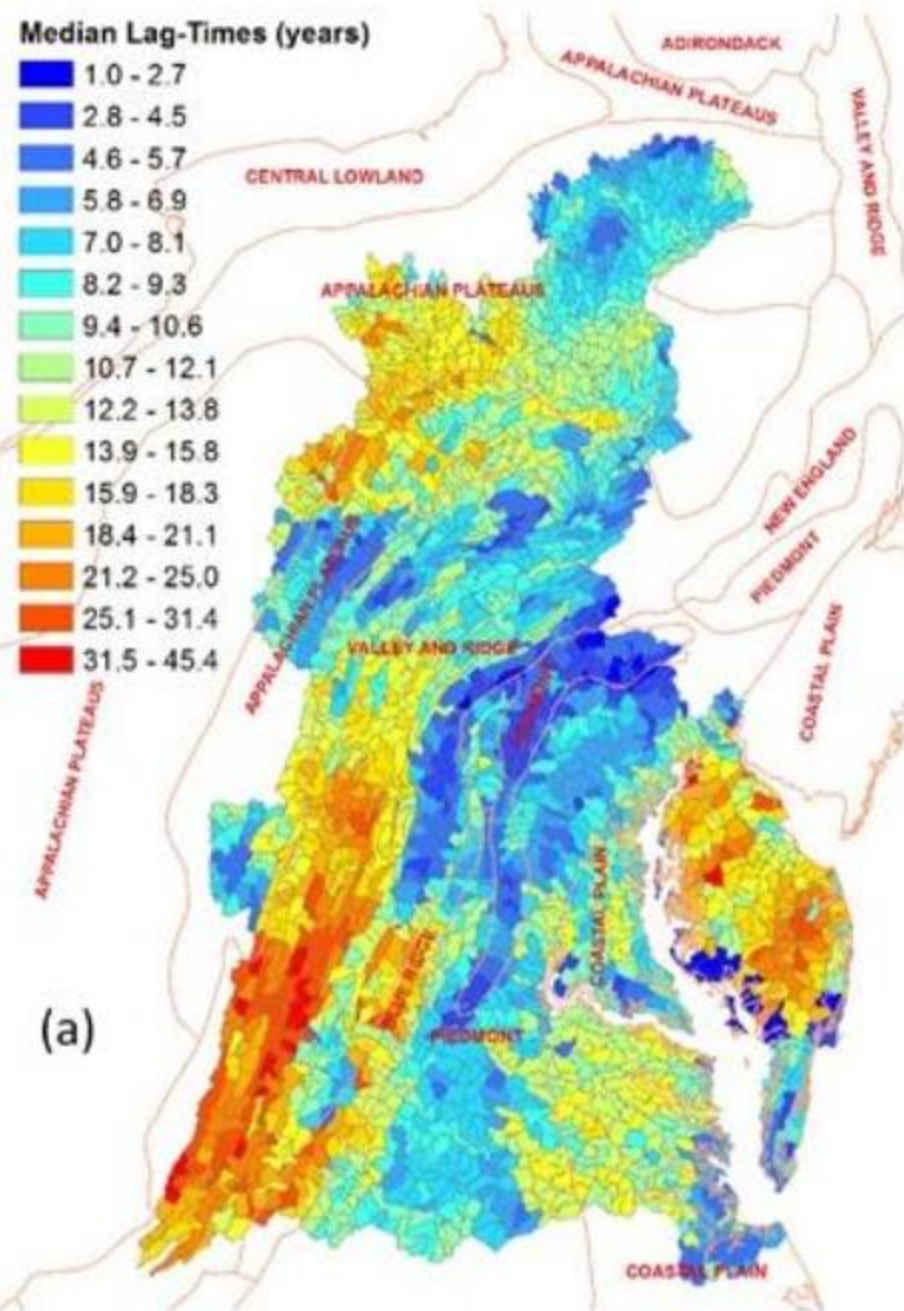 Median Lag-Times (years)
1.0 - 2.7
2.8 - 4.5
4.6 - 5.7
5.8 - 6.9
7.0 - 8.1
8.2 - 9.3
9.4 - 10.6
10.7 - 12.1
12.2 - 13.8
13.9 - 15.8
15.9 - 18.3
18.4 - 21.1
21.2 - 25.0
25.1 - 31.4
31.5 - 45.4
ADIRONDACK
APPALACHIAN PLATEAUS
VALLEY AND RIDGE
CENTRAL LOWLAND
APPALACHIAN PLATEAUS
NEW ENGLAND
PIEDMONT
COASTAL PLAIN
APPALACHIAN PLATEAUS
VALLEY AND RIDGE
APPALACHIAN PLATEAUS
COASTAL PLAIN
BLUE RIDGE
(a)
PIEDMONT
COASTAL PLAIN